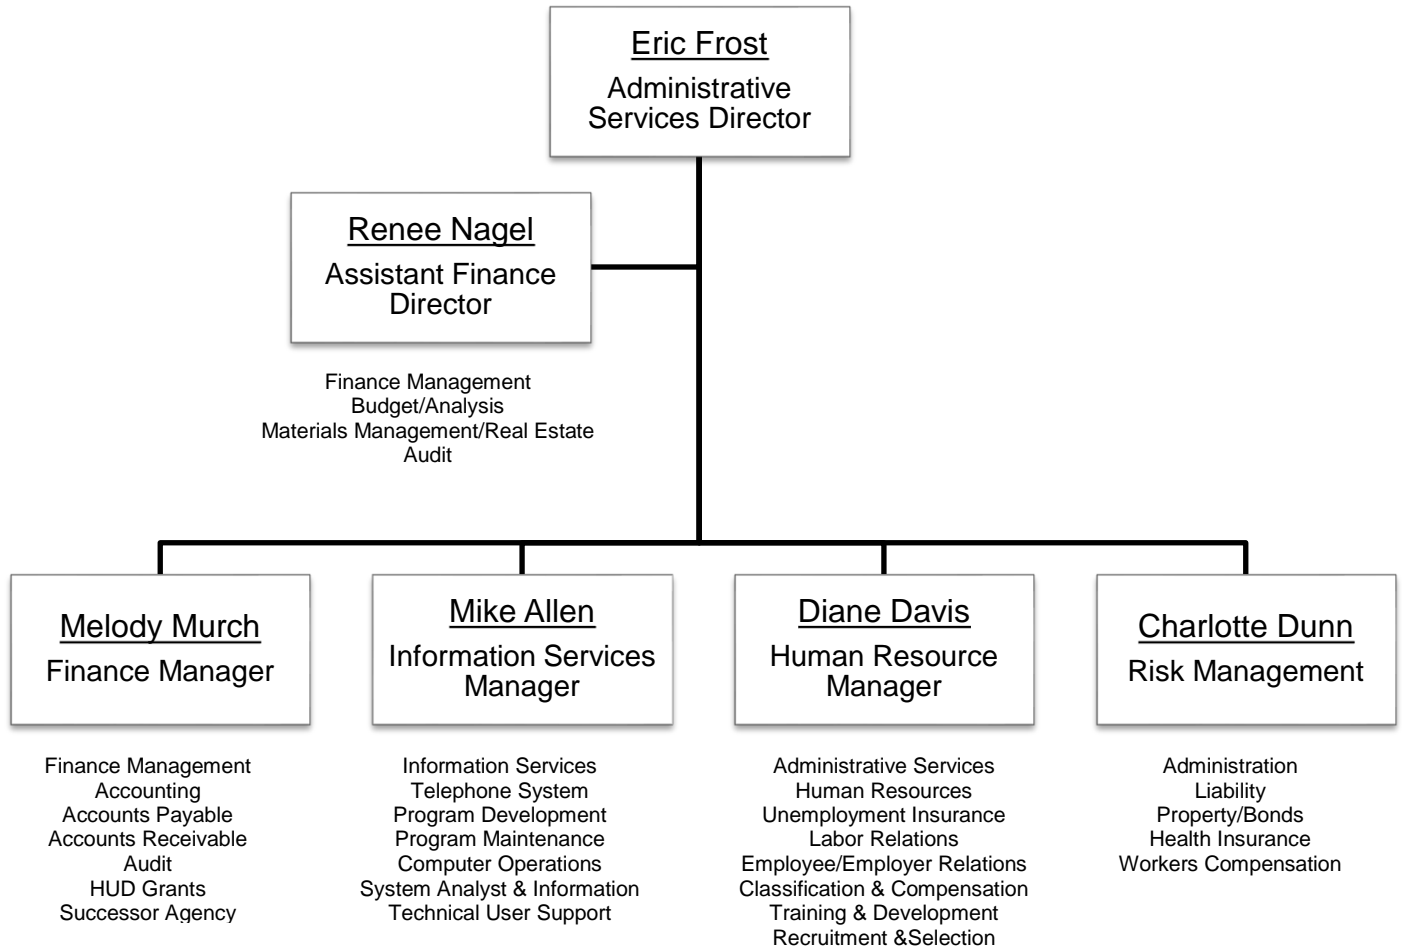 Eric Frost
Administrative
Services Director
Renee Nagel
Assistant Finance
Director
Finance Management
Budget/Analysis
Materials Management/Real Estate
Audit
Melody Murch
Finance Manager
Finance Management
Accounting
Accounts Payable
Accounts Receivable
Audit
HUD Grants
Successor Agency
Mike Allen
Information Services
Manager
Information Services
Telephone System
Program Development
Program Maintenance
Computer Operations
System Analyst & Information
Technical User Support
Diane Davis
Human Resource
Manager
Administrative Services
Human Resources
Unemployment Insurance
Labor Relations
Employee/Employer Relations
Classification & Compensation
Training & Development
Recruitment &Selection
Charlotte Dunn
Risk Management
Administration
Liability
Property/Bonds
Health Insurance
Workers Compensation